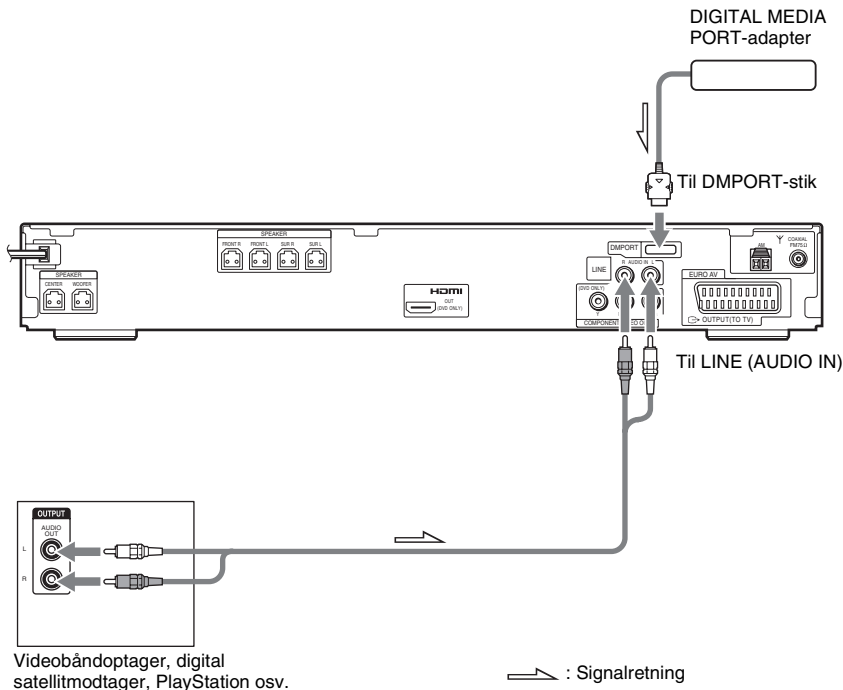 DIGITAL MEDIA
PORT-adapter
Til DMPORT-stik
SPEAKER
FRONT R FRONT L SUR R SUR L
SPEAKER
CENTER WOOFER
HDMI
OUT
(DVD ONLY)
DMPORT
LINE
R AUDIO IN L
(DVD ONLY)
Y
COMPONENT VIDEO O
EURO AV
OUTPUT(TO TV)
AM
COAXIAL
FM75Ω
Til LINE (AUDIO IN)
OUTPUT
AUDIO
OUT
L
R
Videobåndoptager, digital
satellitmodtager, PlayStation osv.
: Signalretning